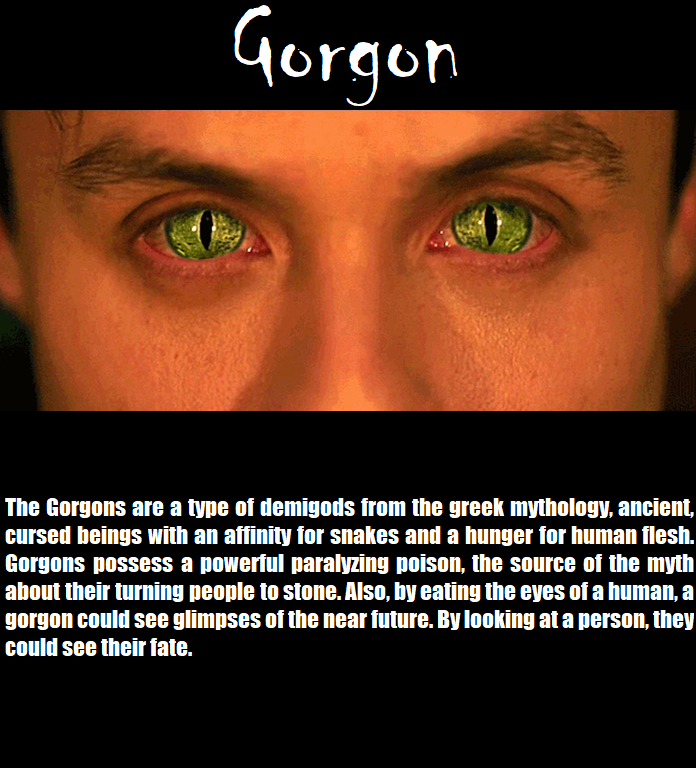 Gorgon
The Gorgons are a type of demigods from the greek mythology, ancient,
cursed beings with an affinity for snakes and a hunger for human flesh.
Gorgons possess a powerful paralyzing poison, the source of the myth
about their turning people to stone. Also, by eating the eyes of a human, a
gorgon could see glimpses of the near future. By looking at a person, they
could see their fate.